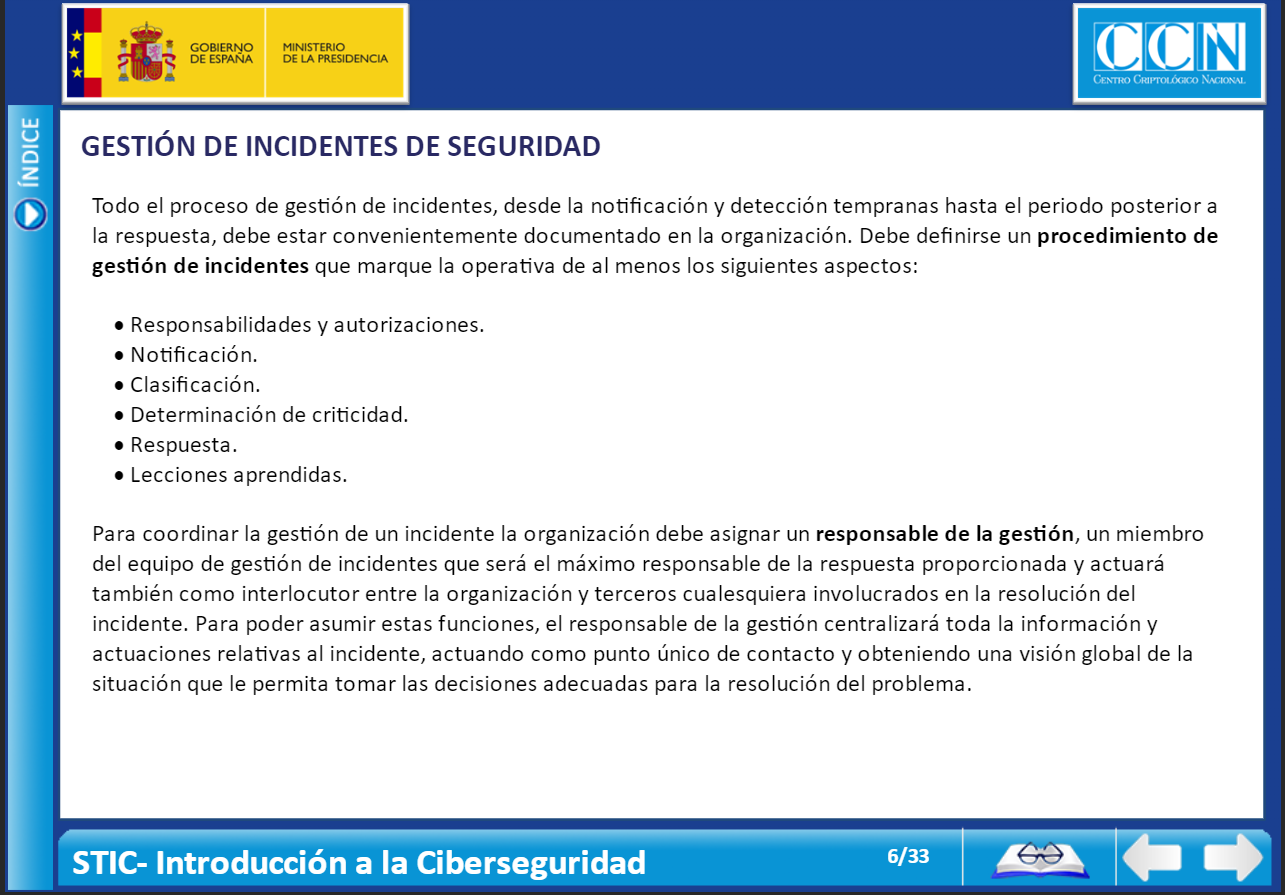 GOBIERNO
DE ESPAÑA
MINISTERIO
DE LA PRESIDENCIA
CCN
CENTRO CRIPTOLÓGICO NACIONAL
ÍNDICE
GESTIÓN DE INCIDENTES DE SEGURIDAD
Todo el proceso de gestión de incidentes, desde la notificación y detección tempranas hasta el periodo posterior a
la respuesta, debe estar convenientemente documentado en la organización. Debe definirse un procedimiento de
gestión de incidentes que marque la operativa de al menos los siguientes aspectos:
• Responsabilidades y autorizaciones.
• Notificación.
• Clasificación.
• Determinación de criticidad.
• Respuesta.
• Lecciones aprendidas.
Para coordinar la gestión de un incidente la organización debe asignar un responsable de la gestión, un miembro
del equipo de gestión de incidentes que será el máximo responsable de la respuesta proporcionada y actuará
también como interlocutor entre la organización y terceros cualesquiera involucrados en la resolución del
incidente. Para poder asumir estas funciones, el responsable de la gestión centralizará toda la información y
actuaciones relativas al incidente, actuando como punto único de contacto y obteniendo una visión global de la
situación que le permita tomar las decisiones adecuadas para la resolución del problema.
STIC- Introducción a la Ciberseguridad
6/33